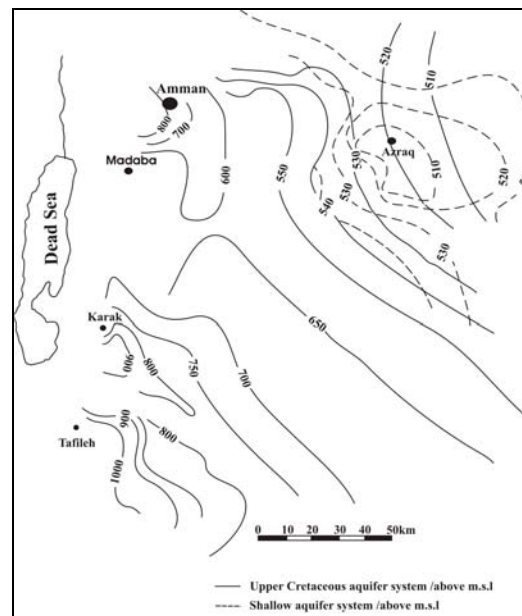 520
510
Amman
800
700
Azraq
Madaba
530
510
600
550
520
530
540
530
Dead Sea
650
Karak
900
800
750
700
900
800
Tafileh
1000
0 10 20 30 40 50km
Upper Cretaceous aquifer system /above m.s.l
Shallow aquifer system /above m.s.l